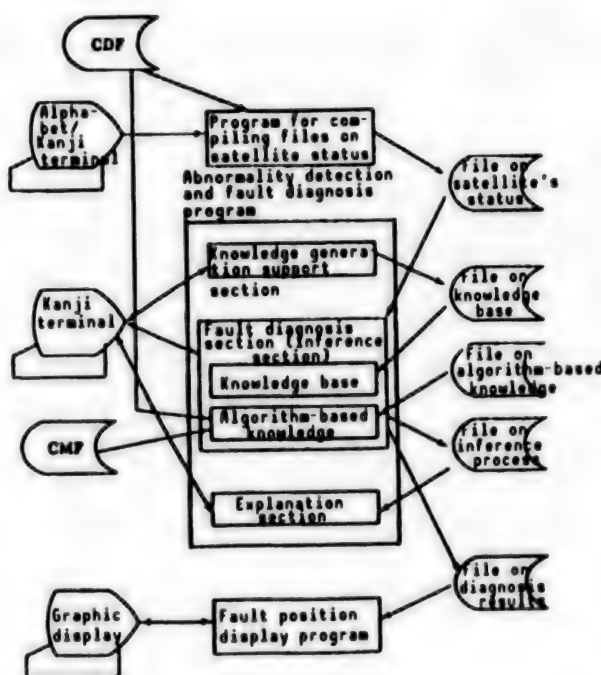 CDF
Alpha-
bet/
Kanji
terminal
Program for com-
piling files on
satellite status
Abnormality detection
and fault diagnosis
program
File on
satellite's
status
Knowledge genera-
tion support
section
File on
knowledge
base
Kanji
terminal
Fault diagnosis
section (inference
section)
Knowledge base
File on
algorithm-based
knowledge
Algorithm-based
knowledge
CMF
File on
inference
process
Explanation
section
File on
diagnosis
results
Graphic
display
Fault position
display program